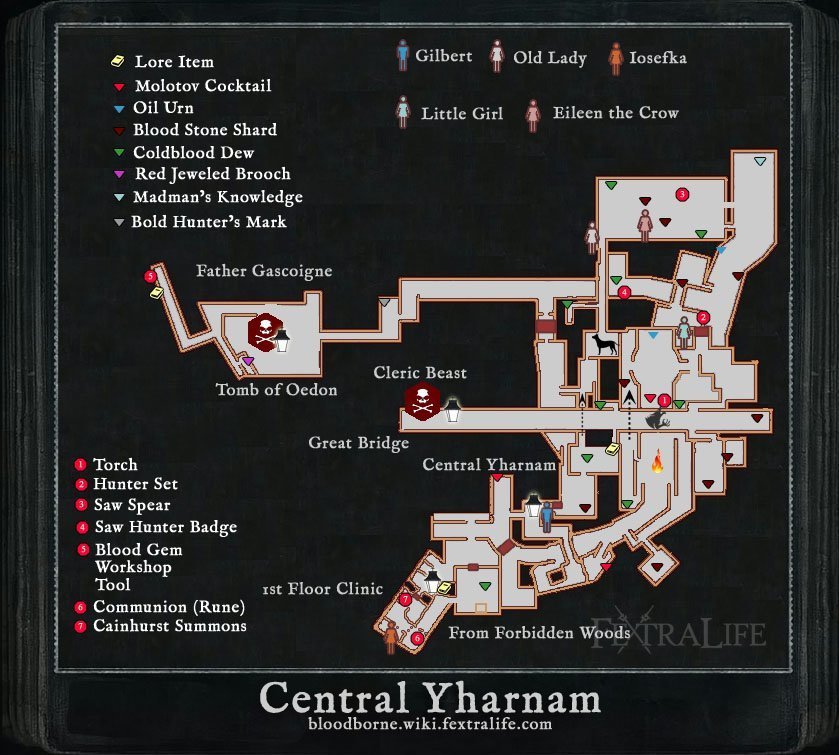 Lore Item
Molotov Cocktail
Oil Urn
Blood Stone Shard
Coldblood Dew
Red Jeweled Brooch
Madman's Knowledge
Bold Hunter's Mark
Gilbert
Old Lady
Iosefka
Little Girl
Eileen the Crow
Father Gascoigne
Tomb of Oedon
Cleric Beast
Great Bridge
Central Yharnam
1st Floor Clinic
From Forbidden Woods
5
3
4
2
1
7
6
1 Torch
2 Hunter Set
3 Saw Spear
4 Saw Hunter Badge
5 Blood Gem
Workshop
Tool
6 Communion (Rune)
7 Cainhurst Summons
FEXTRALIFE
Central Yharnam
bloodborne.wiki.fextralife.com